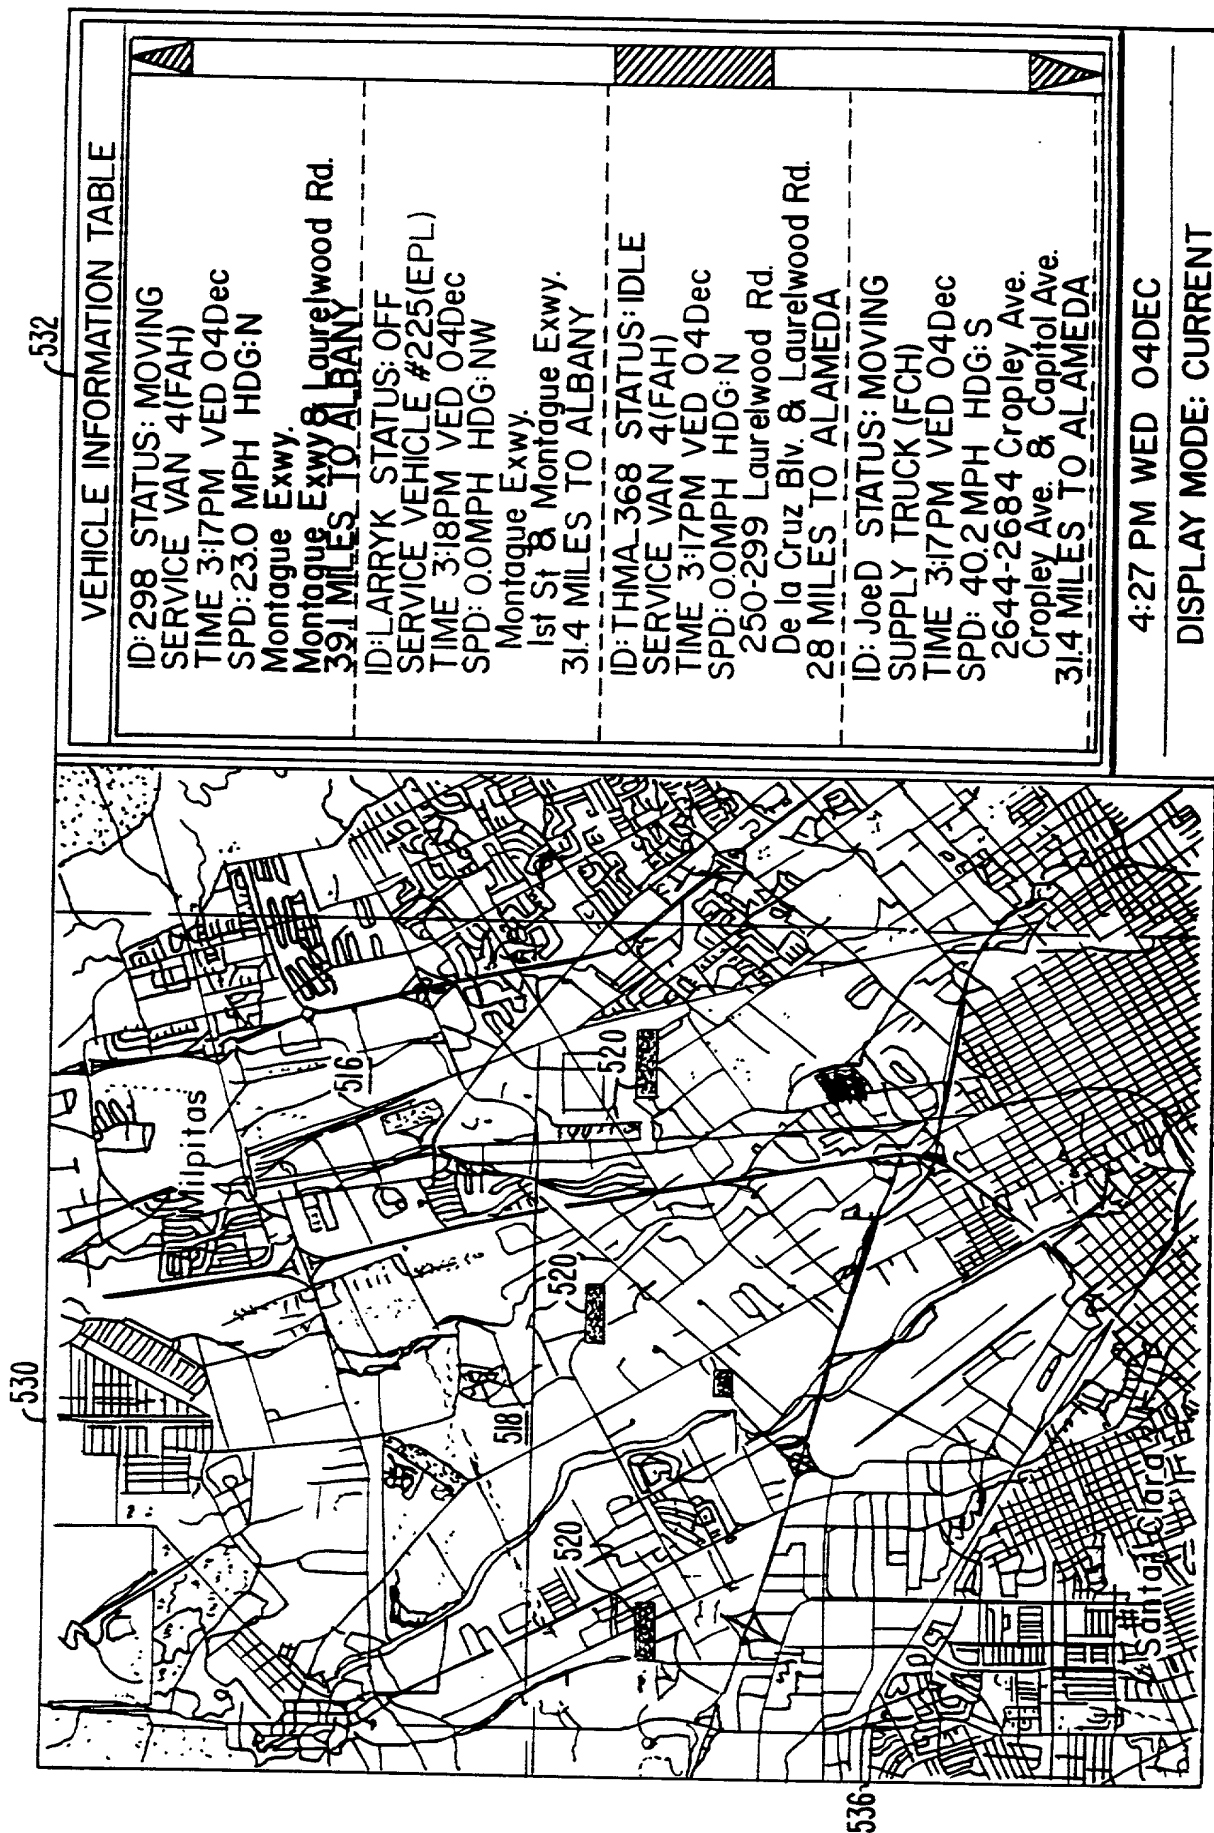 530
532
VEHICLE INFORMATION TABLE
ID:298 STATUS: MOVING
SERVICE VAN 4(FAH)
TIME 3:17PM VED 04Dec
SPD:23.0 MPH HDG:N
Montague Exwy.
Montague Exwy & Laurelwood Rd.
39.1 MILES TO ALBANY
ID:LARRYK STATUS: OFF
SERVICE VEHICLE #225(EPL)
TIME 3:18PM VED 04Dec
SPD: 0.0MPH HDG:NW
Montague Exwy.
1st St & Montague Exwy.
31.4 MILES TO ALBANY
ID:THMA_368 STATUS:IDLE
SERVICE VAN 4(FAH)
TIME 3:17PM VED 04Dec
SPD:0.0MPH HDG:N
250-299 Laurelwood Rd.
De la Cruz Blv. & Laurelwood Rd.
28 MILES TO ALAMEDA
ID: JoeD STATUS: MOVING
SUPPLY TRUCK (FCH)
TIME 3:17PM VED 04Dec
SPD: 40.2 MPH HDG:S
2644-2684 Cropley Ave.
Cropley Ave. & Capitol Ave.
31.4 MILES TO ALAMEDA
4:27 PM WED 04DEC
DISPLAY MODE: CURRENT
Milpitas
516
518
520
520
520
Santa Clara
536